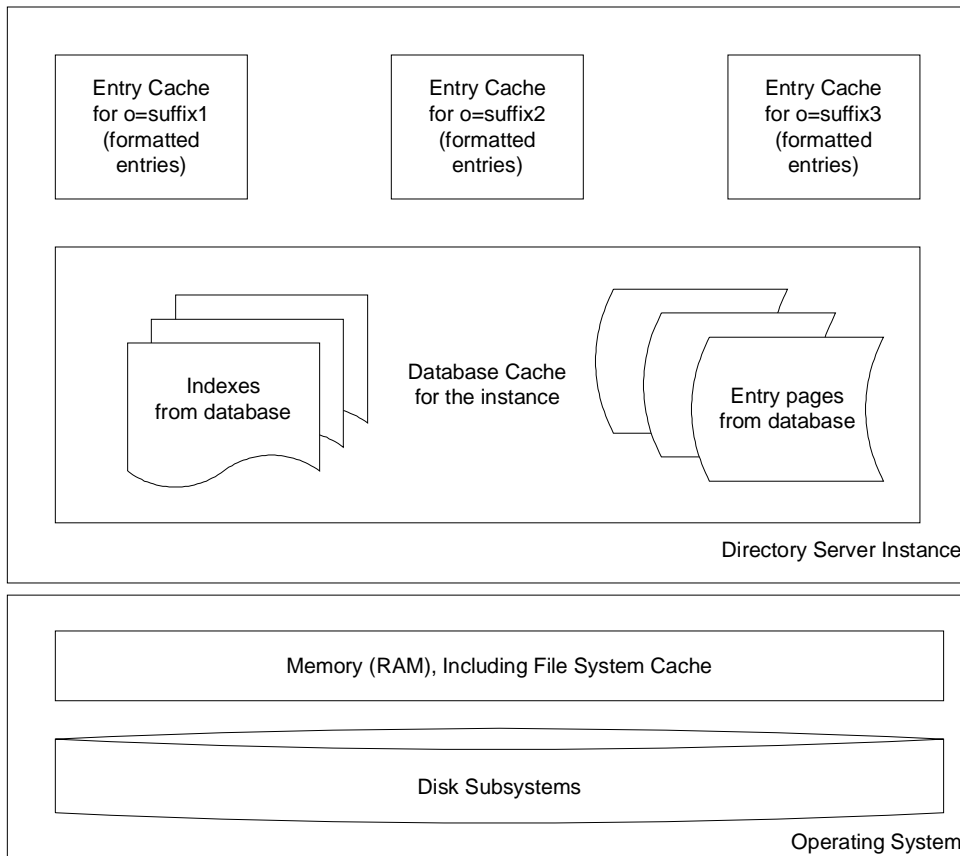 Entry Cache
for o=suffix1
(formatted
entries)
Entry Cache
for o=suffix2
(formatted
entries)
Entry Cache
for o=suffix3
(formatted
entries)
Indexes
from database
Database Cache
for the instance
Entry pages
from database
Directory Server Instance
Memory (RAM), Including File System Cache
Disk Subsystems
Operating System